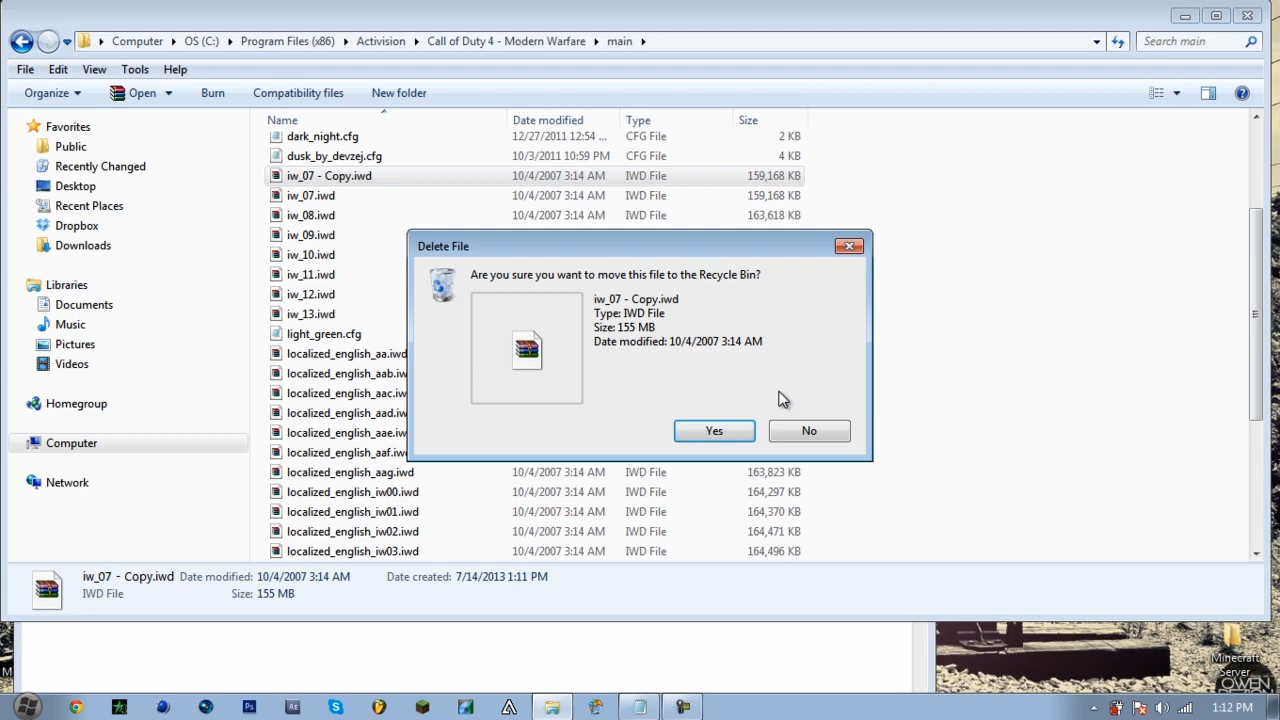 Computer ▸ OS (C:) ▸ Program Files (x86) ▸ Activision ▸ Call of Duty 4 - Modern Warfare ▸ main ▸ Search main
File Edit View Tools Help
Organize Open Burn Compatibility files New folder
Favorites
Public
Recently Changed
Desktop
Recent Places
Dropbox
Downloads
Libraries
Documents
Music
Pictures
Videos
Homegroup
Computer
Network
Name Date modified Type Size
dark_night.cfg 12/27/2011 12:54 ... CFG File 2 KB
dusk_by_devzej.cfg 10/3/2011 10:59 PM CFG File 4 KB
iw_07 - Copy.iwd 10/4/2007 3:14 AM IWD File 159,168 KB
iw_07.iwd 10/4/2007 3:14 AM IWD File 159,168 KB
iw_08.iwd 10/4/2007 3:14 AM IWD File 163,618 KB
iw_09.iwd
iw_10.iwd
iw_11.iwd
iw_12.iwd
iw_13.iwd
light_green.cfg
localized_english_aa.iwd
localized_english_aab.iw
localized_english_aac.iw
localized_english_aad.iw
localized_english_aae.iw
localized_english_aaf.iw
localized_english_aag.iwd 10/4/2007 3:14 AM IWD File 163,823 KB
localized_english_iw00.iwd 10/4/2007 3:14 AM IWD File 164,297 KB
localized_english_iw01.iwd 10/4/2007 3:14 AM IWD File 164,370 KB
localized_english_iw02.iwd 10/4/2007 3:14 AM IWD File 164,471 KB
localized_english_iw03.iwd 10/4/2007 3:14 AM IWD File 164,496 KB
Delete File
Are you sure you want to move this file to the Recycle Bin?
iw_07 - Copy.iwd
Type: IWD File
Size: 155 MB
Date modified: 10/4/2007 3:14 AM
Yes No
iw_07 - Copy.iwd Date modified: 10/4/2007 3:14 AM Date created: 7/14/2013 1:11 PM
IWD File Size: 155 MB
Minecraft
Server
OWEN
1:12 PM